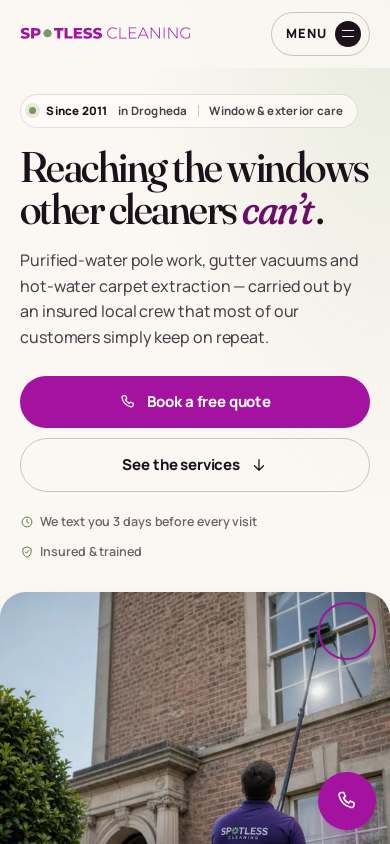 SPOTLESS CLEANING
MENU
Since 2011 in Drogheda Window & exterior care
Reaching the windows
other cleaners can't.
Purified-water pole work, gutter vacuums and
hot-water carpet extraction — carried out by
an insured local crew that most of our
customers simply keep on repeat.
Book a free quote
See the services
We text you 3 days before every visit
Insured & trained
SPOTLESS
CLEANING